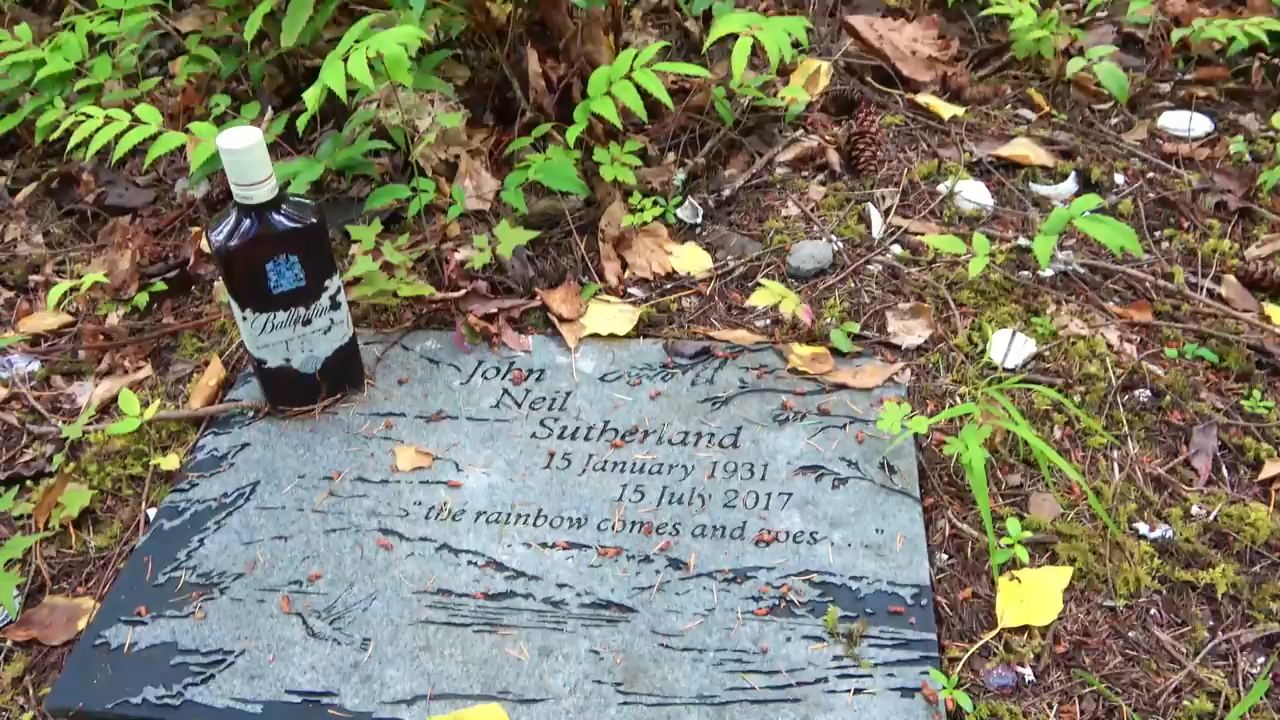 Ballantine
John
Neil
Sutherland
15 January 1931
15 July 2017
"the rainbow comes and goes . . ."